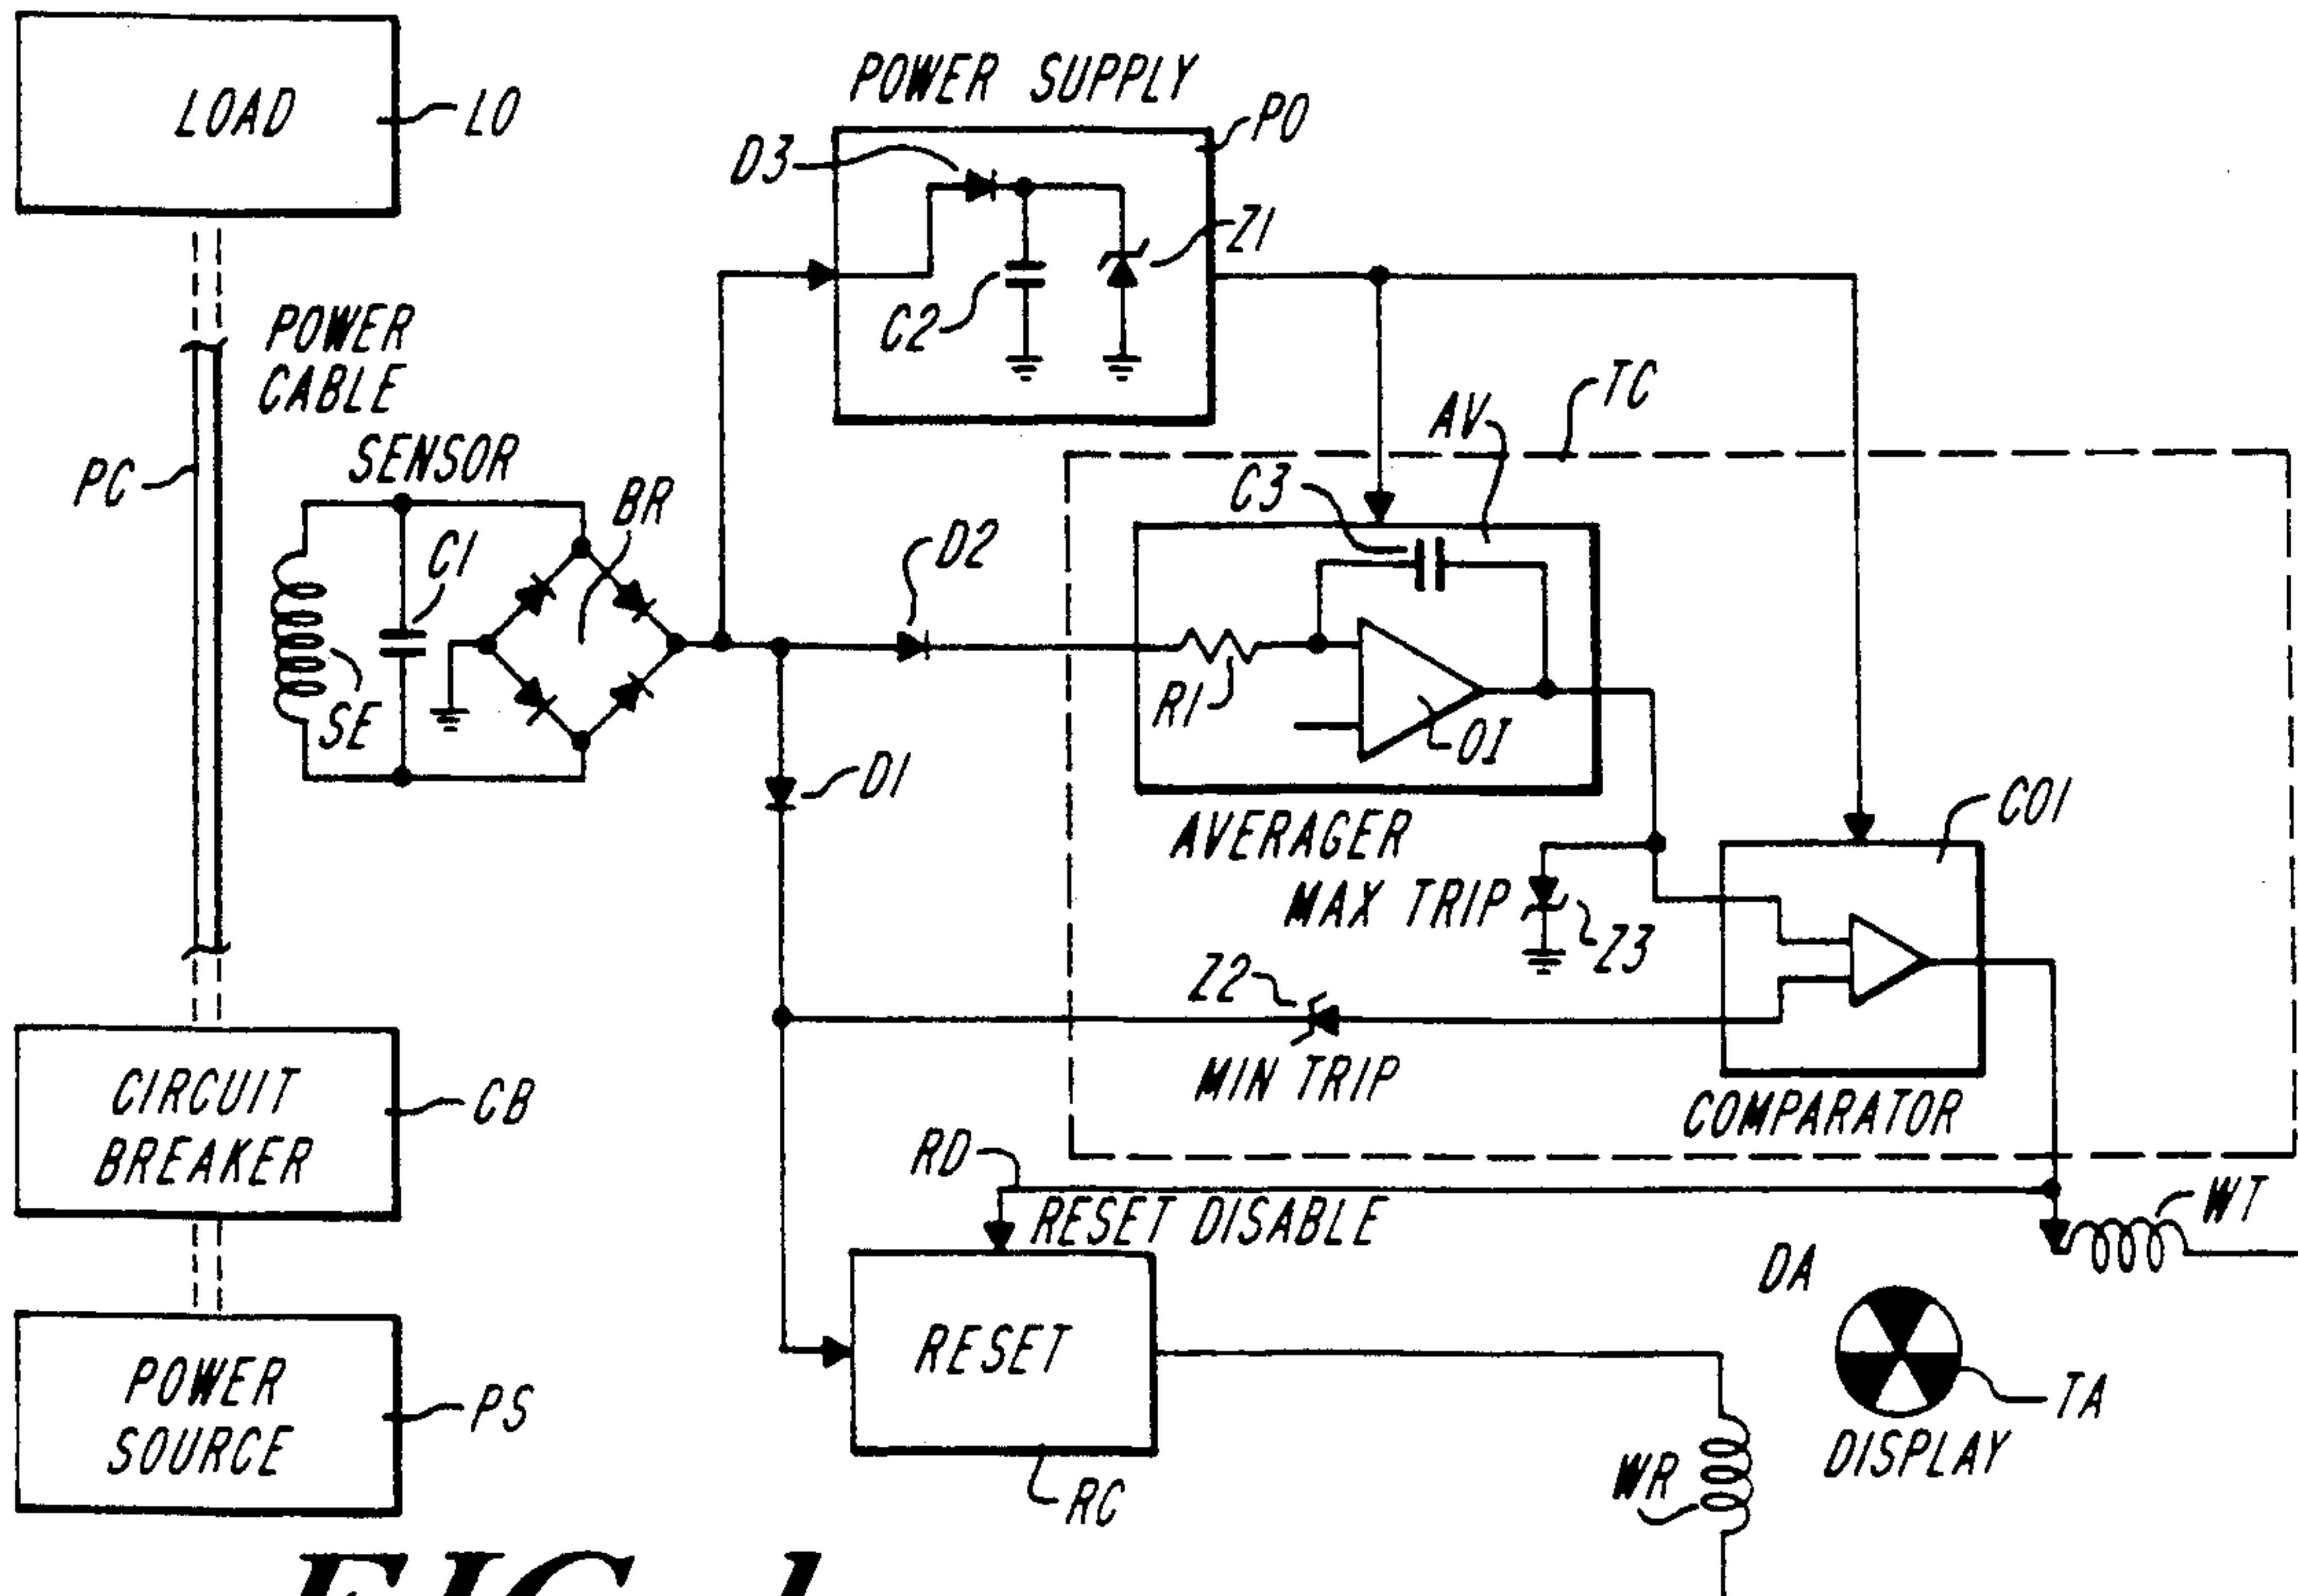 LOAD
LO
POWER SUPPLY
PO
D3
Z1
C2
POWER
CABLE
TC
AV
SENSOR
PC
BR
C3
C1
D2
SE
R1
OI
D1
CO1
AVERAGER
MAX TRIP
Z3
Z2
MIN TRIP
CIRCUIT
BREAKER
CB
COMPARATOR
RD
RESET DISABLE
WT
DA
RESET
POWER
SOURCE
PS
TA
DISPLAY
WR
RC